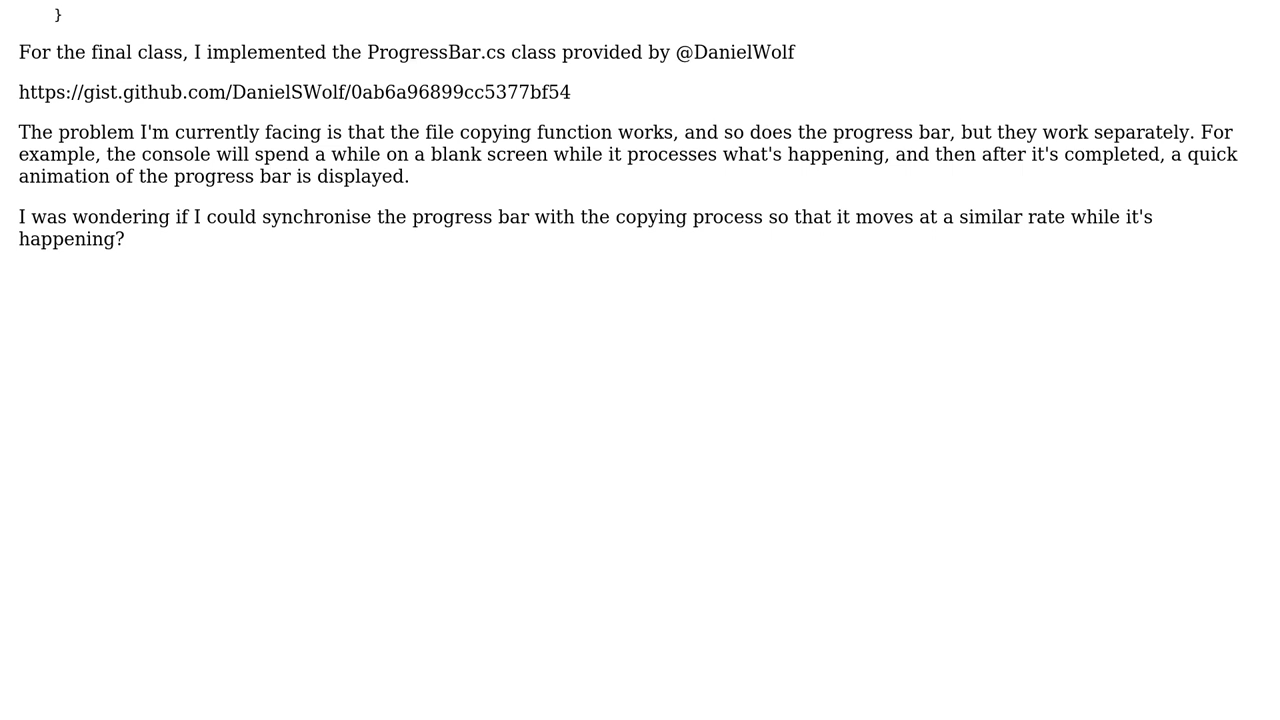 }
For the final class, I implemented the ProgressBar.cs class provided by @DanielWolf
https://gist.github.com/DanielSWolf/0ab6a96899cc5377bf54
The problem I'm currently facing is that the file copying function works, and so does the progress bar, but they work separately. For
example, the console will spend a while on a blank screen while it processes what's happening, and then after it's completed, a quick
animation of the progress bar is displayed.
I was wondering if I could synchronise the progress bar with the copying process so that it moves at a similar rate while it's
happening?